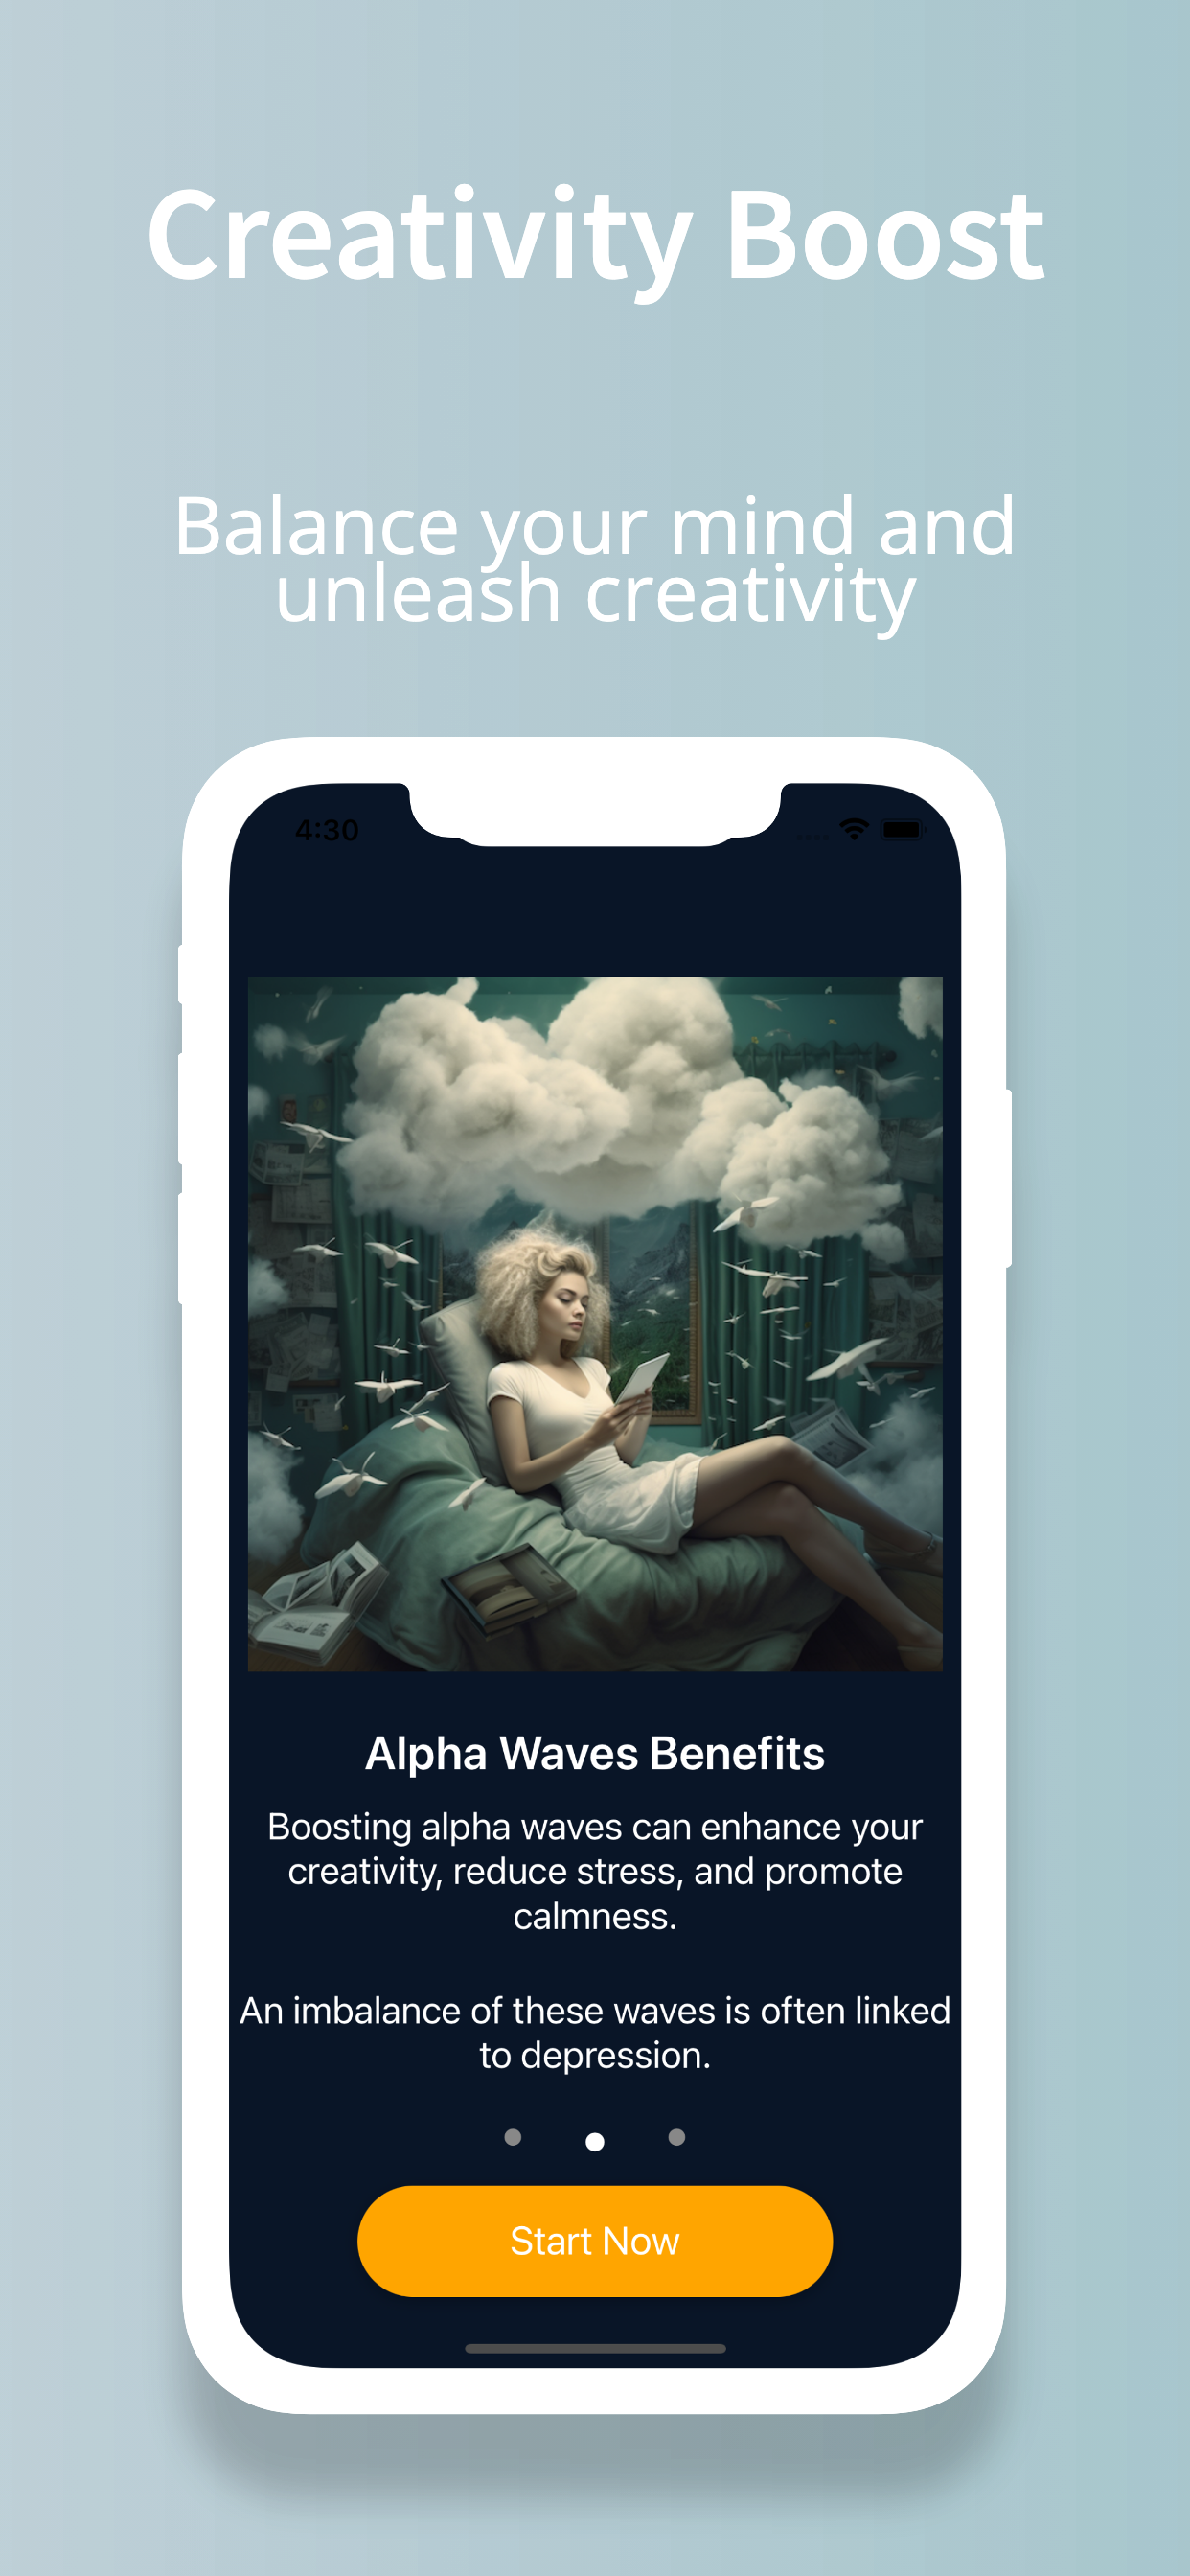 Creativity Boost
Balance your mind and
unleash creativity
4:30
Alpha Waves Benefits
Boosting alpha waves can enhance your
creativity, reduce stress, and promote
calmness.
An imbalance of these waves is often linked
to depression.
Start Now